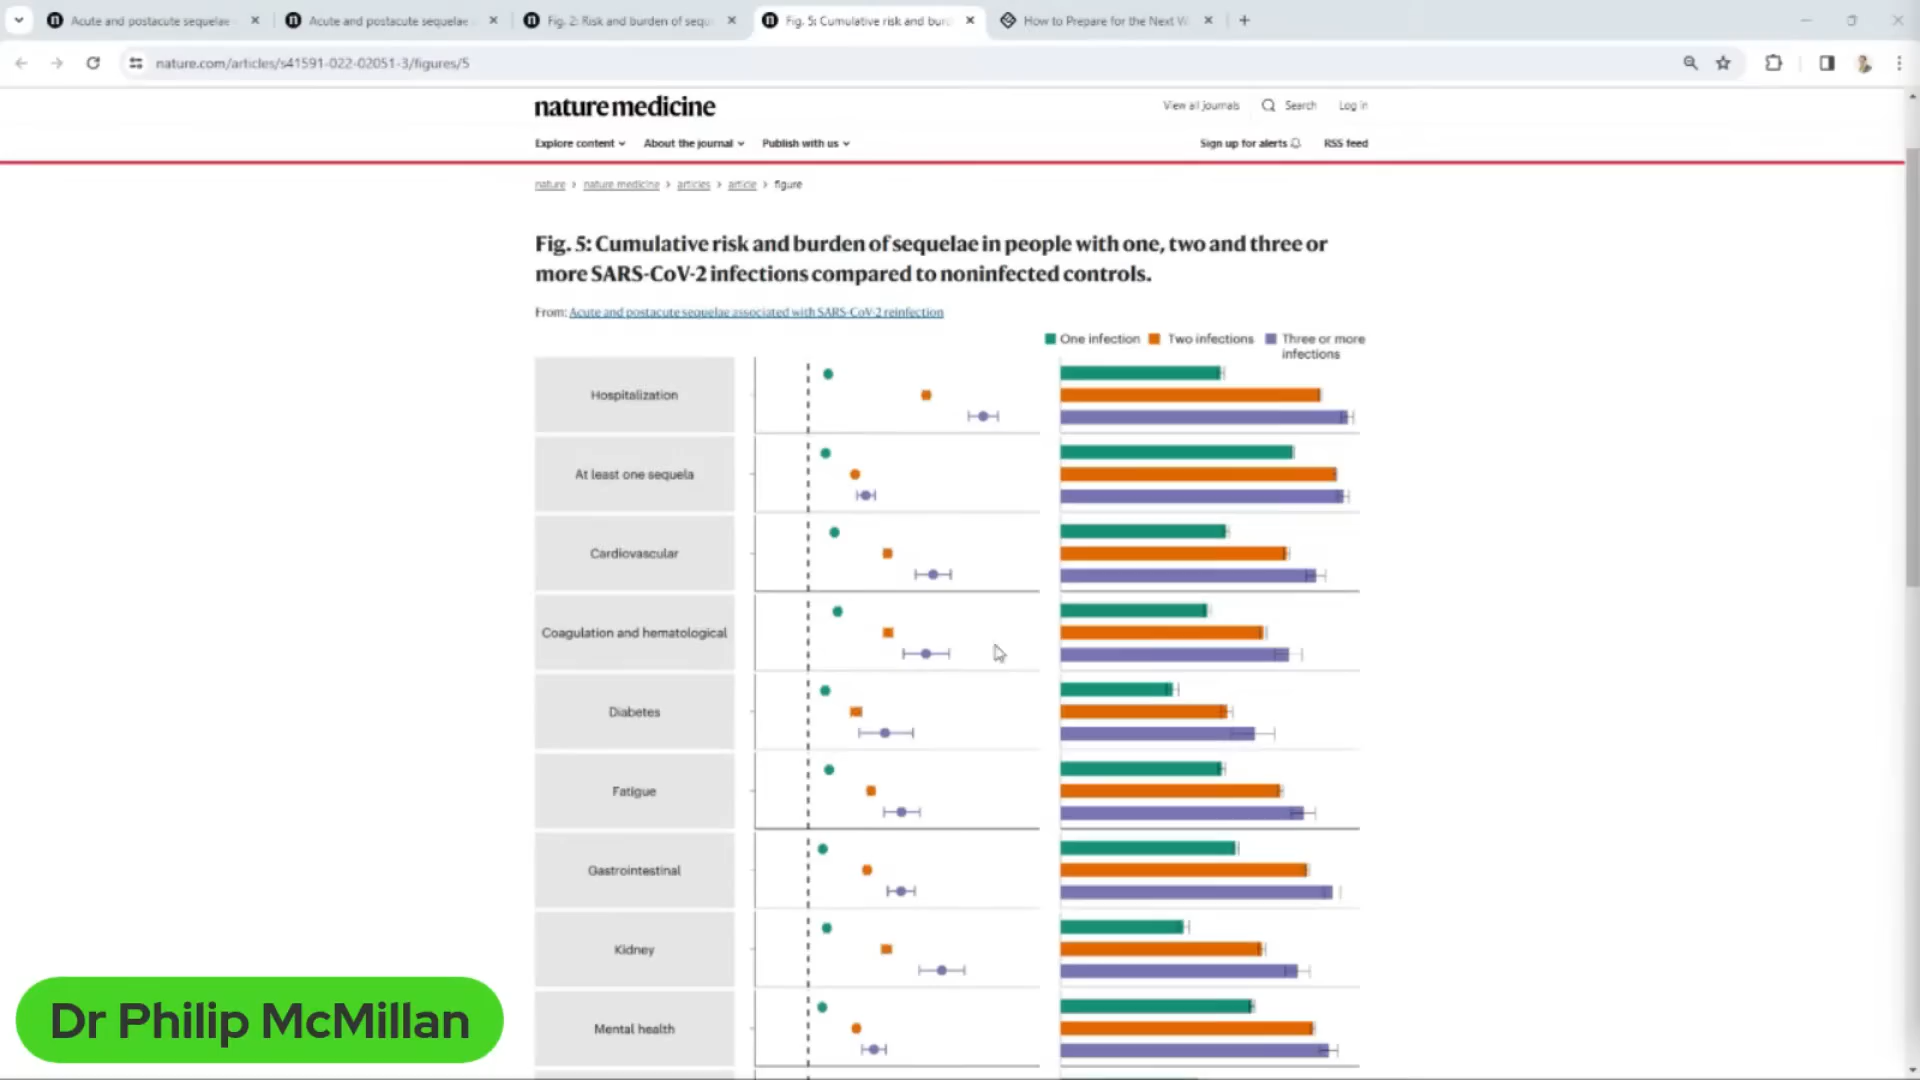 Acute and postacute sequelae
Acute and postacute sequelae
Fig. 2: Risk and burden of sequ
Fig. 5: Cumulative risk and burd
How to Prepare for the Next W
nature.com/articles/s41591-022-02051-3/figures/5
nature medicine
View all journals
Search
Log in
Explore content
About the journal
Publish with us
Sign up for alerts
RSS feed
nature > nature medicine > articles > article > figure
Fig. 5: Cumulative risk and burden of sequelae in people with one, two and three or
more SARS-CoV-2 infections compared to noninfected controls.
From: Acute and postacute sequelae associated with SARS-CoV-2 reinfection
One infection
Two infections
Three or more
infections
Hospitalization
At least one sequela
Cardiovascular
Coagulation and hematological
Diabetes
Fatigue
Gastrointestinal
Kidney
Mental health
Dr Philip McMillan